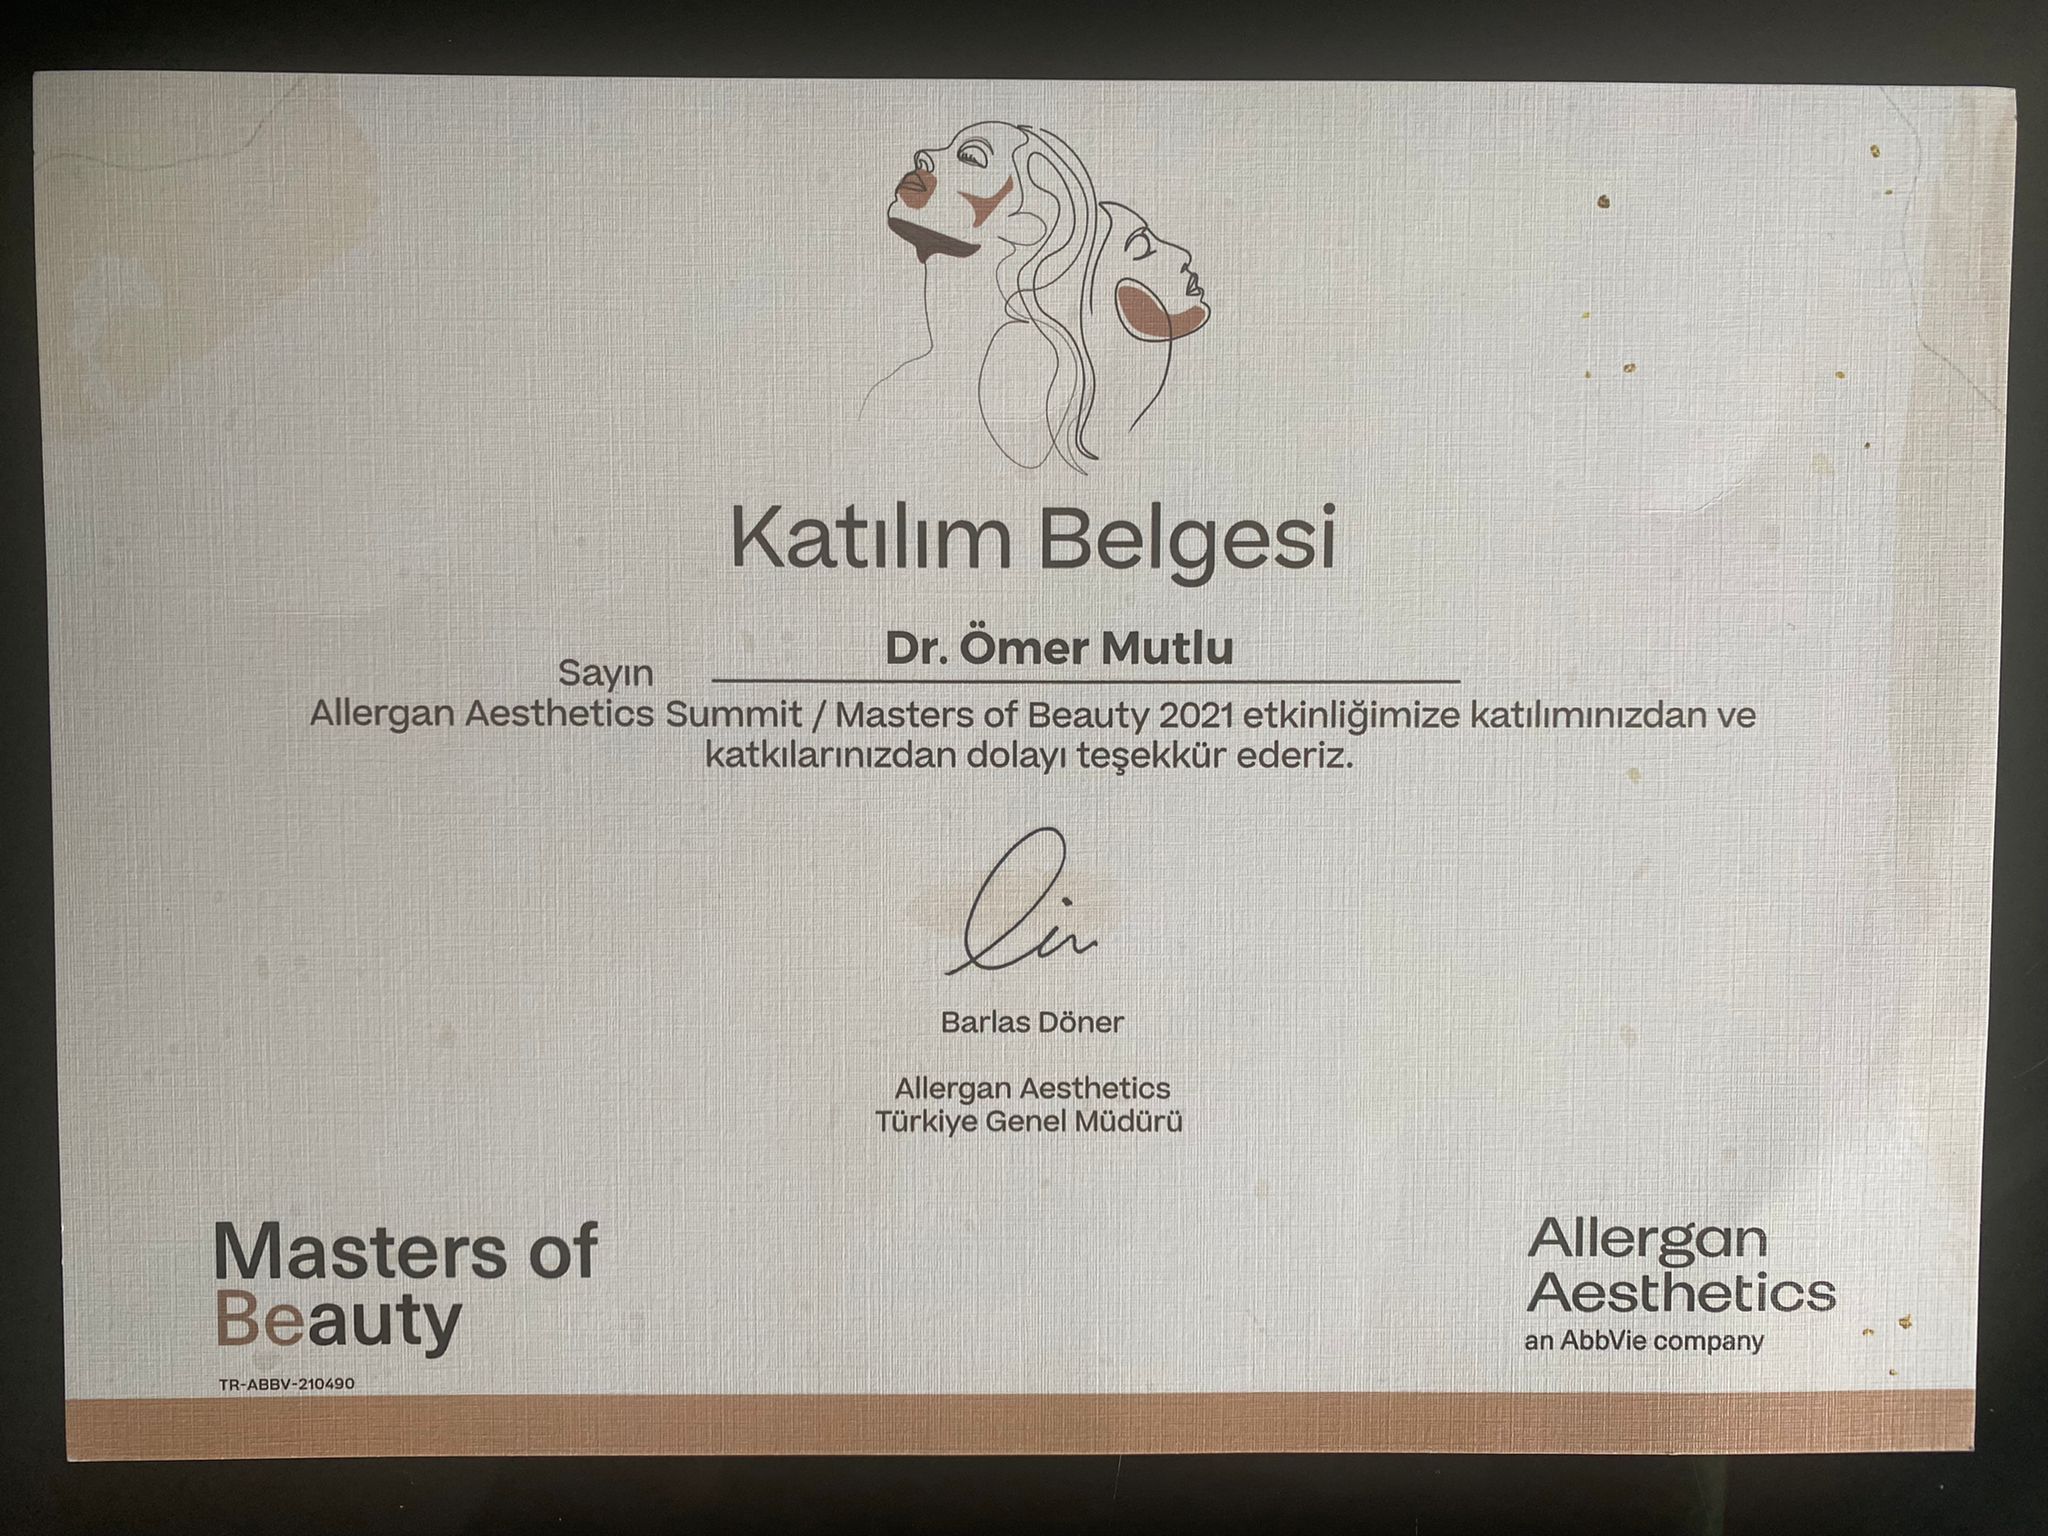 Katılım Belgesi
Dr. Ömer Mutlu
Sayın
Allergan Aesthetics Summit / Masters of Beauty 2021 etkinliğimize katılımınızdan ve
katkılarınızdan dolayı teşekkür ederiz.
Barlas Döner
Allergan Aesthetics
Türkiye Genel Müdürü
Masters of
Beauty
TR-ABBV-210490
Allergan
Aesthetics
an AbbVie company